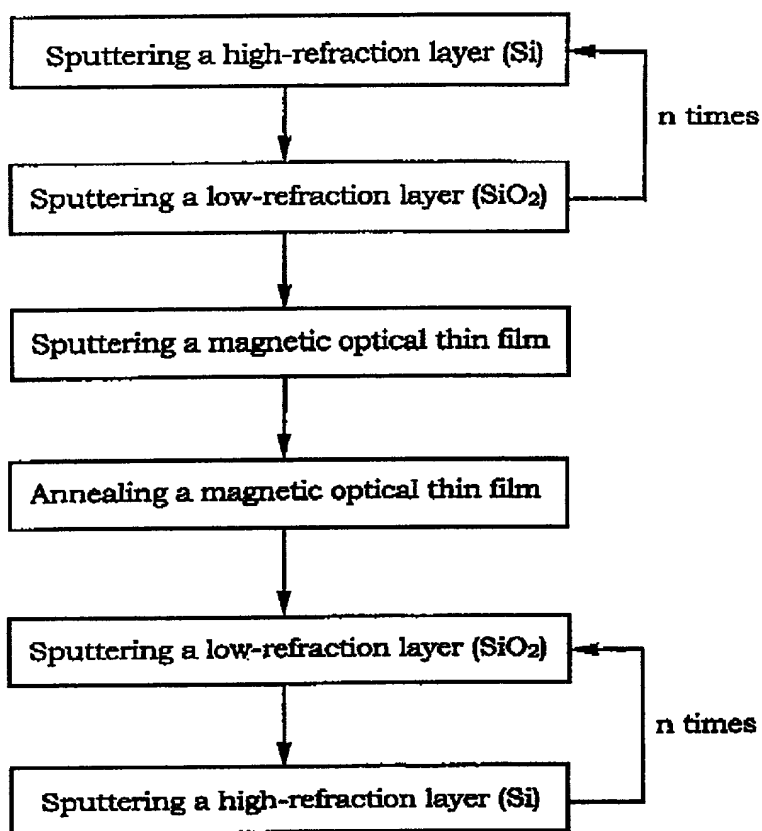 Sputtering a high-refraction layer (Si)
n times
Sputtering a low-refraction layer (SiO₂)
Sputtering a magnetic optical thin film
Annealing a magnetic optical thin film
Sputtering a low-refraction layer (SiO₂)
n times
Sputtering a high-refraction layer (Si)